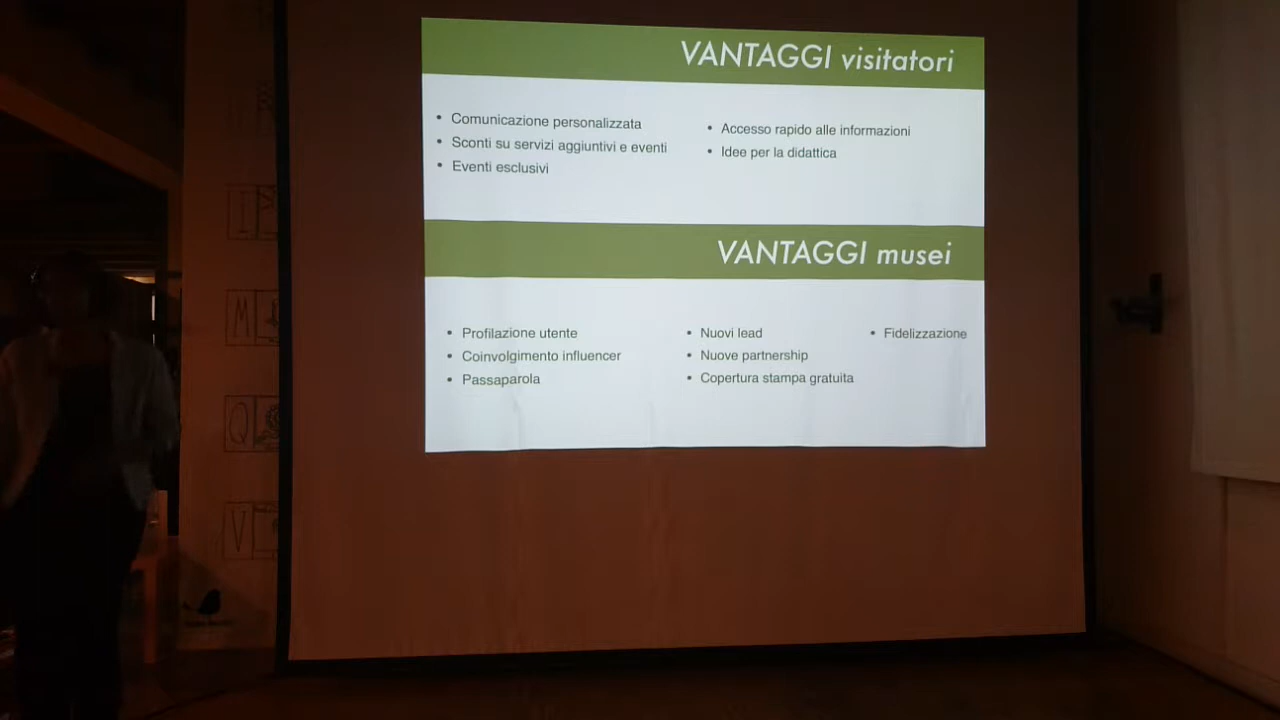 VANTAGGI visitatori
• Comunicazione personalizzata
• Sconti su servizi aggiuntivi e eventi
• Eventi esclusivi
• Accesso rapido alle informazioni
• Idee per la didattica
VANTAGGI musei
• Profilazione utente
• Coinvolgimento influencer
• Passaparola
• Nuovi lead
• Nuove partnership
• Copertura stampa gratuita
• Fidelizzazione
I
M
Q
V